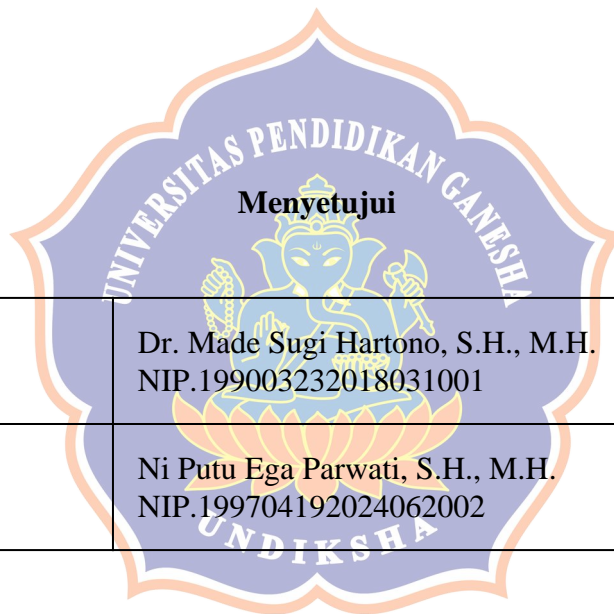 UNIVERSITAS PENDIDIKAN GANESHA
Menyetujui
Dr. Made Sugi Hartono, S.H., M.H.
NIP.199003232018031001
Ni Putu Ega Parwati, S.H., M.H.
NIP.199704192024062002
UNDIKSHA